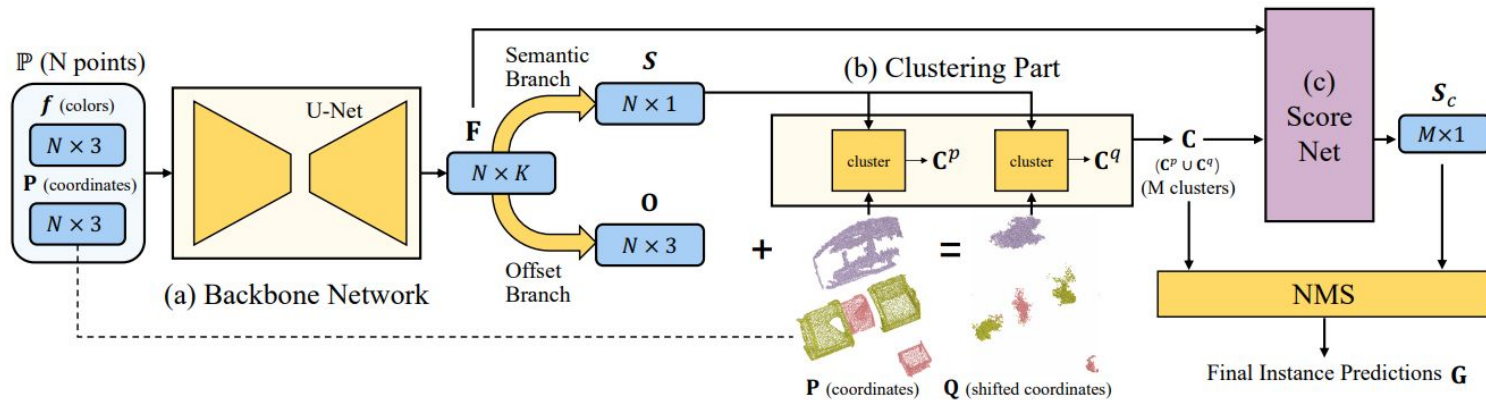 ℙ (N points)
f (colors)
N × 3
P (coordinates)
N × 3
U-Net
(a) Backbone Network
F
N × K
Semantic
Branch
S
N × 1
O
N × 3
Offset
Branch
(b) Clustering Part
cluster
C^p
cluster
C^q
+
=
P (coordinates)
Q (shifted coordinates)
C
(C^p ∪ C^q)
(M clusters)
(c)
Score
Net
S_c
M×1
NMS
Final Instance Predictions G